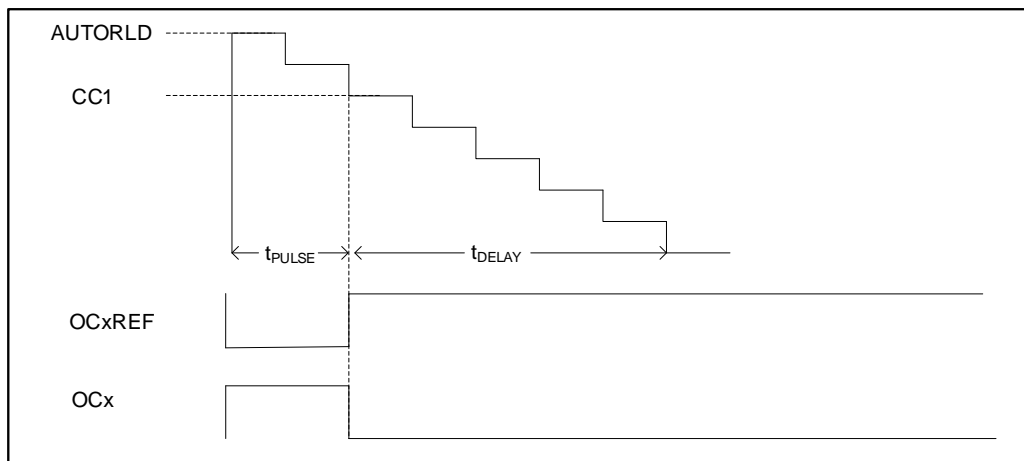 AUTORLD
CC1
tPULSE
tDELAY
OCxREF
OCx